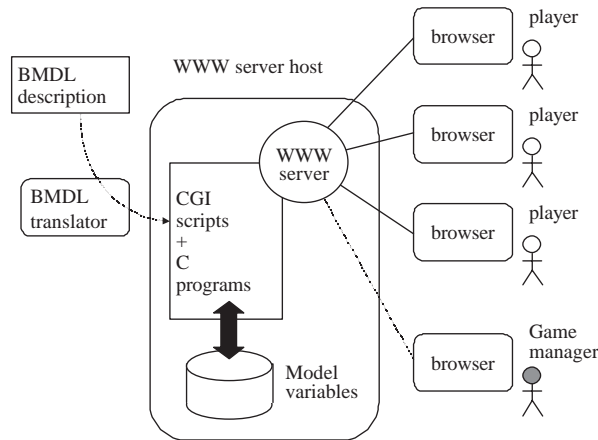 BMDL
description
BMDL
translator
WWW server host
WWW
server
CGI
scripts
+
C
programs
Model
variables
browser
player
browser
player
browser
player
browser
Game
manager